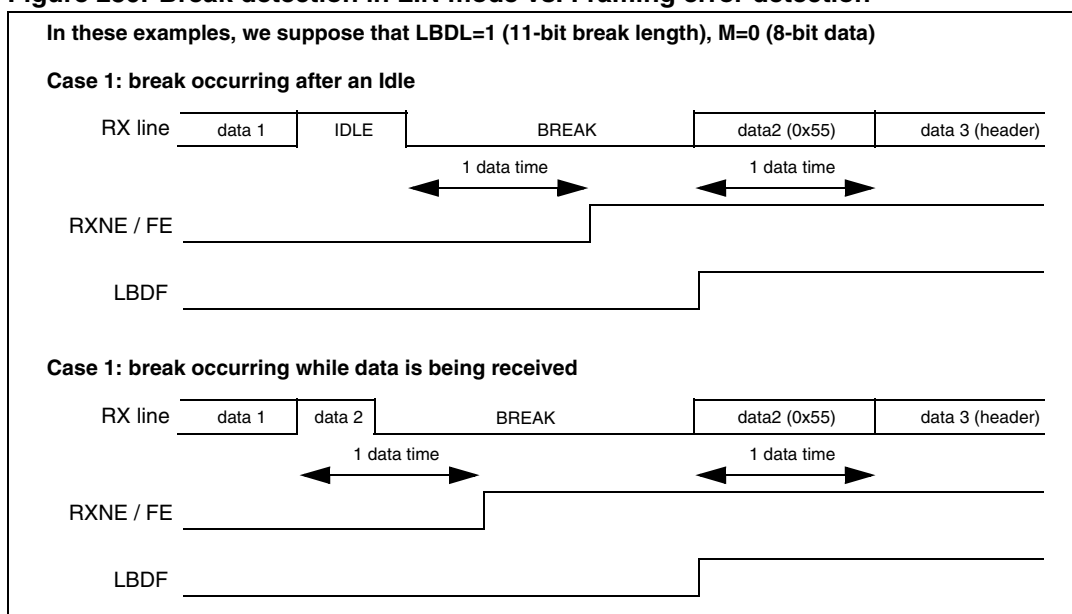 In these examples, we suppose that LBDL=1 (11-bit break length), M=0 (8-bit data)
Case 1: break occurring after an Idle
RX line data 1 IDLE BREAK data2 (0x55) data 3 (header)
1 data time 1 data time
RXNE / FE
LBDF
Case 1: break occurring while data is being received
RX line data 1 data 2 BREAK data2 (0x55) data 3 (header)
1 data time 1 data time
RXNE / FE
LBDF